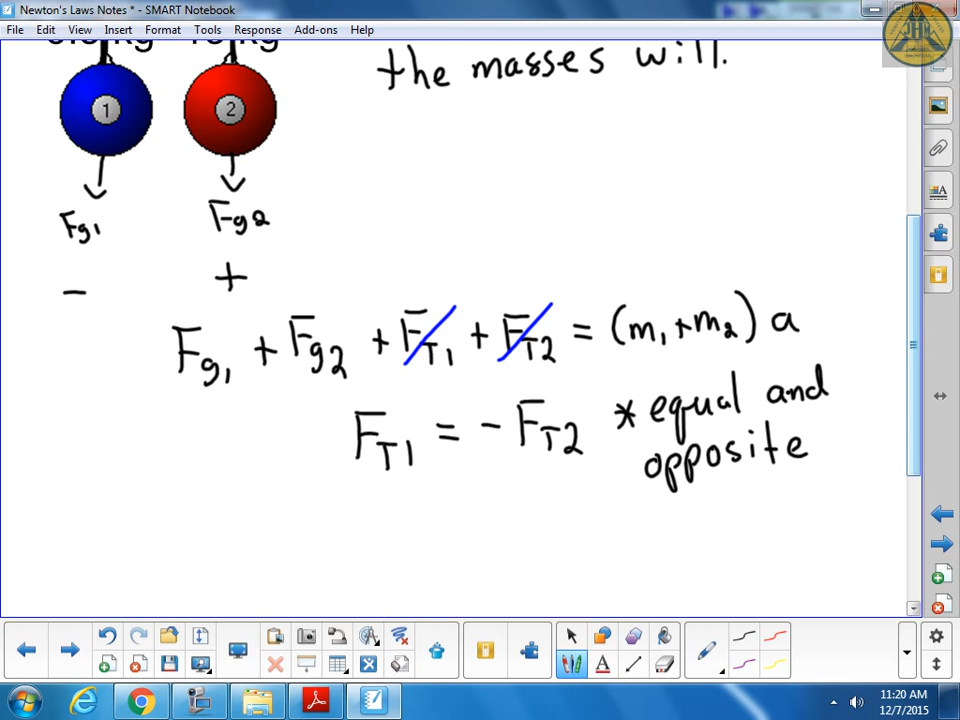 Newton's Laws Notes * - SMART Notebook
File Edit View Insert Format Tools Response Add-ons Help
JHM
the masses will.
1 2
Fg1 Fg2
- +
Fg1 + Fg2 + FT1 + FT2 = (m1 + m2) a
FT1 = - FT2 * equal and
opposite
A
11:20 AM
12/7/2015